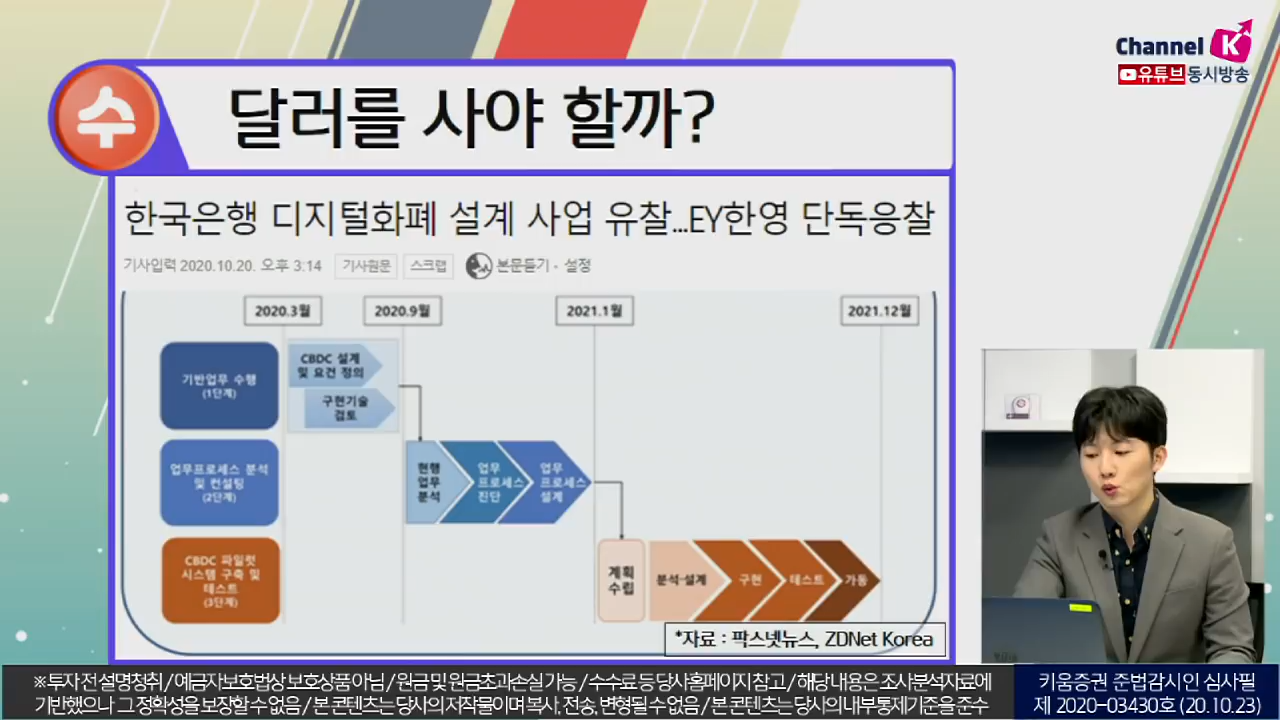 Channel K
유튜브 동시방송
수
달러를 사야 할까?
한국은행 디지털화폐 설계 사업 유찰...EY한영 단독응찰
기사입력 2020.10.20. 오후 3:14 기사원문 스크랩 본문듣기 · 설정
2020.3월 2020.9월 2021.1월 2021.12월
기반업무 수행
(1단계)
CBDC 설계
및 요건 정의
구현기술
검토
업무프로세스 분석
및 컨설팅
(2단계)
현행
업무
분석
업무
프로세스
진단
업무
프로세스
설계
CBDC 파일럿
시스템 구축 및
테스트
(3단계)
계획
수립
분석·설계
구현
테스트
가동
*자료 : 팍스넷뉴스, ZDNet Korea
※ 투자 전 설명청취 / 예금자보호법상 보호상품 아님 / 원금 및 원금초과손실 가능 / 수수료 등 당사홈페이지 참고 / 해당 내용은 조사분석자료에
기반했으나 그 정확성을 보장할 수 없음 / 본 콘텐츠는 당사의 저작물이며 복사, 전송, 변형될 수 없음 / 본 콘텐츠는 당사의 내부통제기준을 준수
키움증권 준법감시인 심사필
제 2020-03430호 (20.10.23)